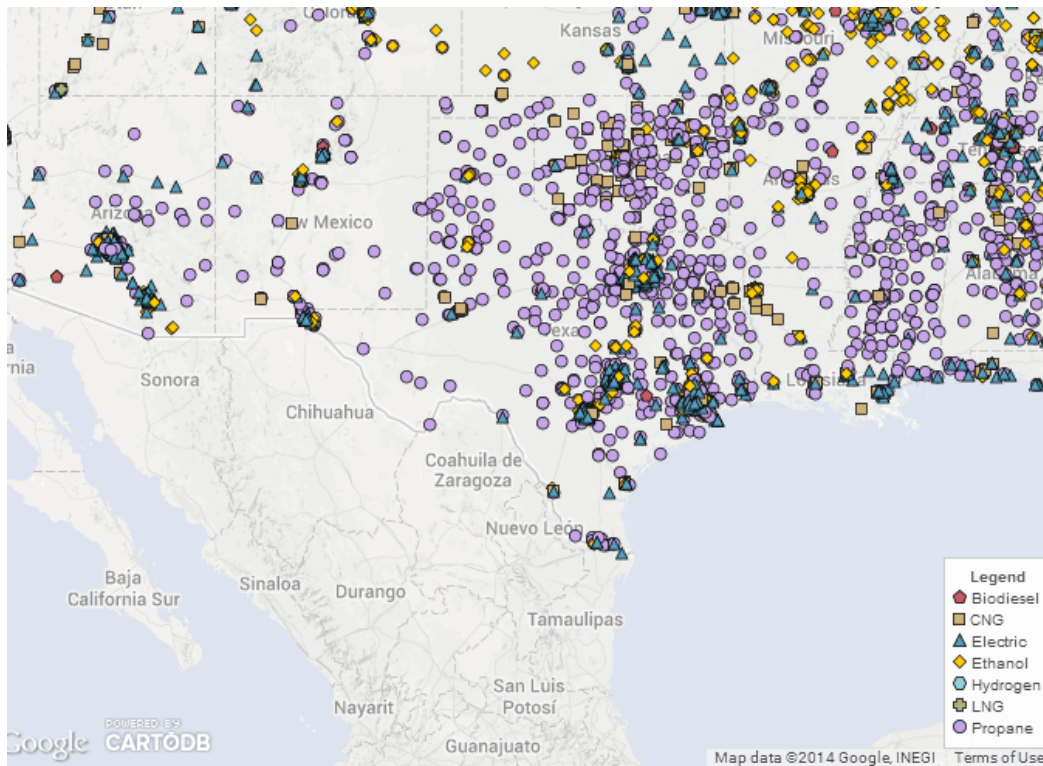 Kansas
Missouri
Arizona
New Mexico
Alabama
Sonora
Chihuahua
Coahuila de
Zaragoza
Nuevo León
Baja
California Sur
Sinaloa
Durango
Tamaulipas
San Luis
Potosí
Nayarit
Guanajuato
Legend
Biodiesel
CNG
Electric
Ethanol
Hydrogen
LNG
Propane
Google
POWERED BY
CARTODB
Map data ©2014 Google, INEGI
Terms of Use